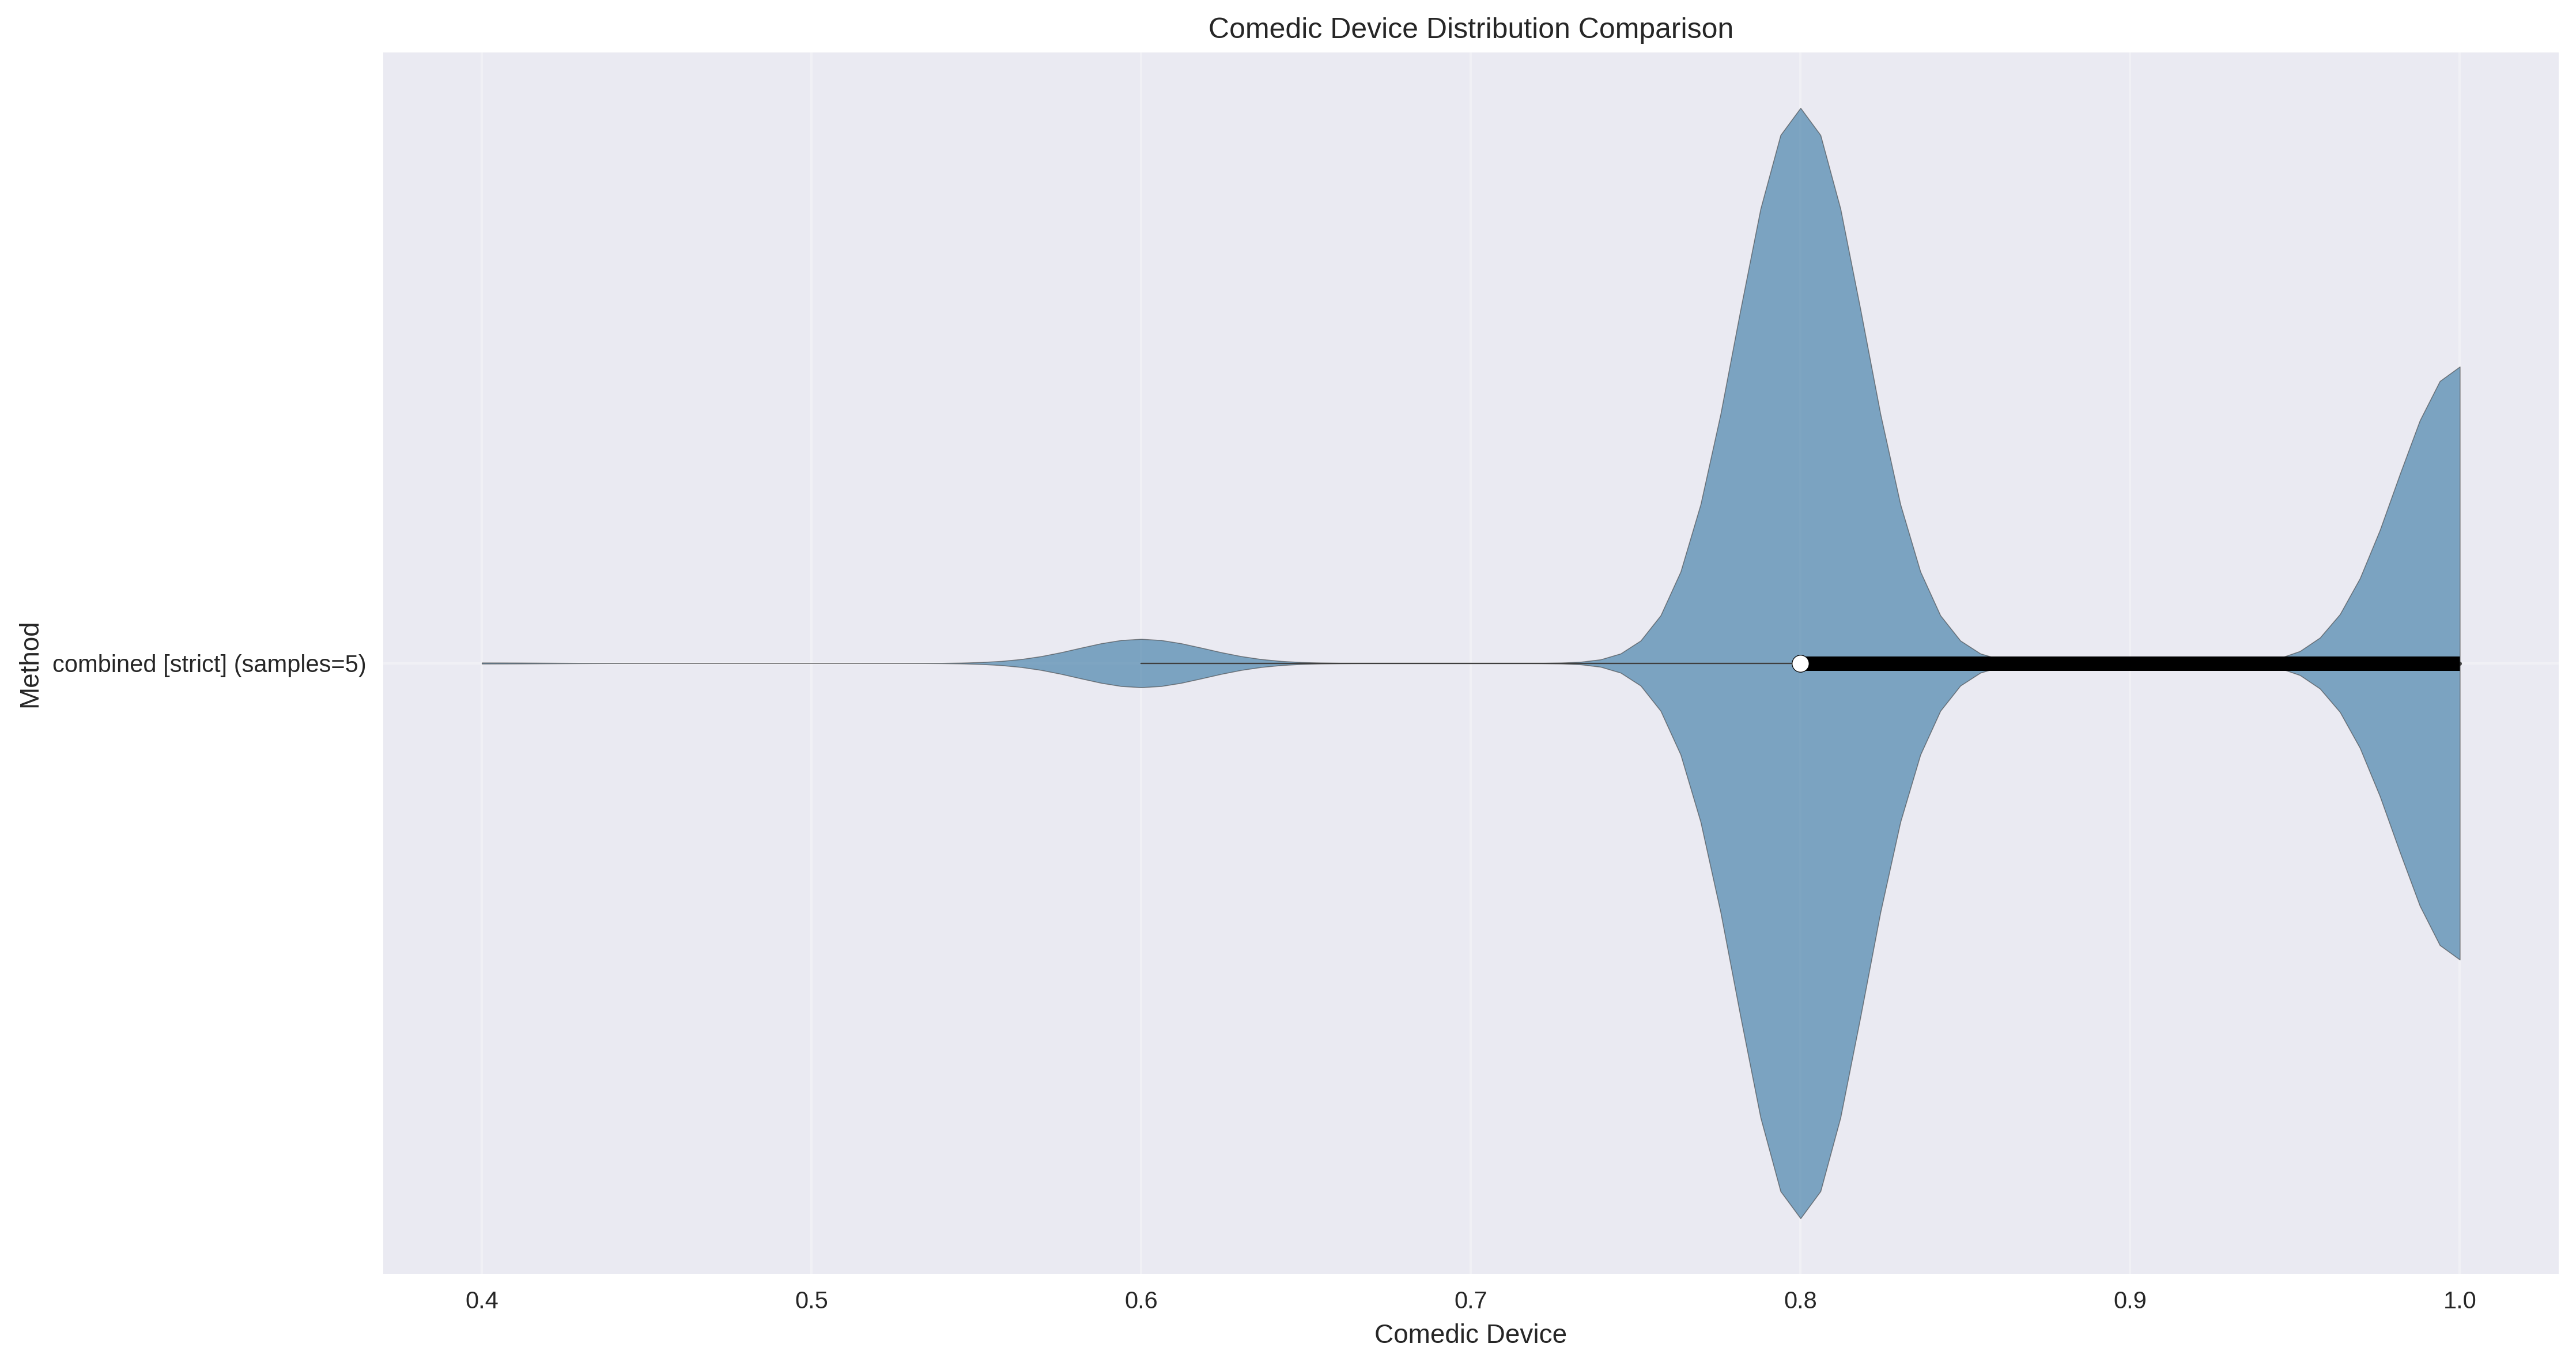 Comedic Device Distribution Comparison
Method
combined [strict] (samples=5)
0.4 0.5 0.6 0.7 0.8 0.9 1.0
Comedic Device